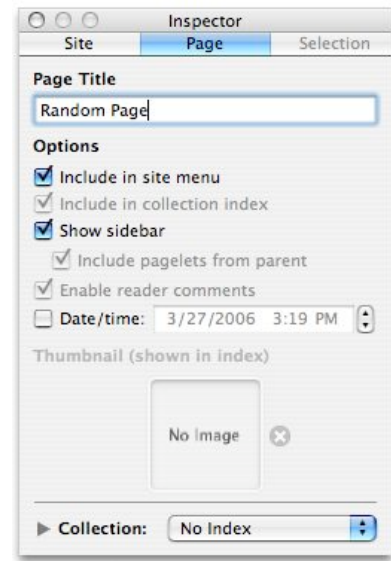 Inspector
Site Page Selection
Page Title
Random Page
Options
Include in site menu
Include in collection index
Show sidebar
Include pagelets from parent
Enable reader comments
Date/time: 3/27/2006 3:19 PM
Thumbnail (shown in index)
No Image
Collection: No Index